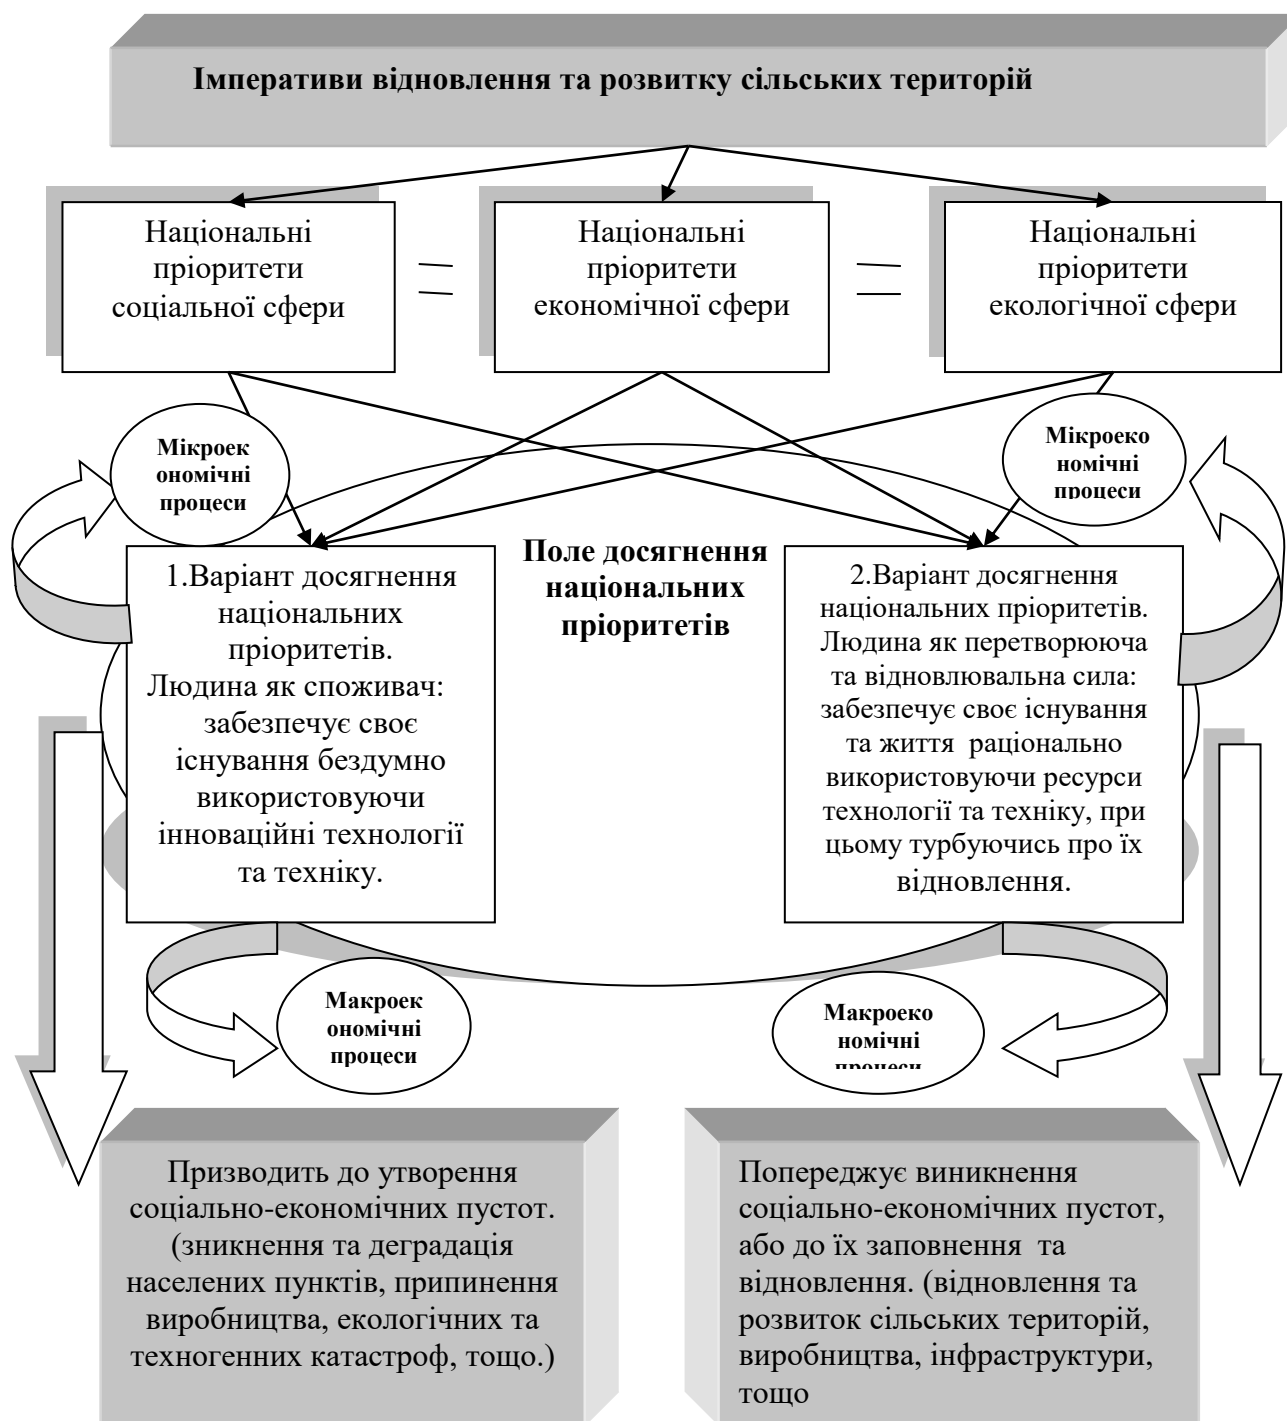 Імперативи відновлення та розвитку сільських територій
Національні
пріоритети
соціальної сфери
Національні
пріоритети
економічної сфери
Національні
пріоритети
екологічної сфери
Мікроек
ономічні
процеси
Мікроеко
номічні
процеси
Поле досягнення
національних
пріоритетів
1.Варіант досягнення
національних
пріоритетів.
Людина як споживач:
забезпечує своє
існування бездумно
використовуючи
інноваційні технології
та техніку.
2.Варіант досягнення
національних пріоритетів.
Людина як перетворююча
та відновлювальна сила:
забезпечує своє існування
та життя раціонально
використовуючи ресурси
технології та техніку, при
цьому турбуючись про їх
відновлення.
Макроек
ономічні
процеси
Макроеко
номічні
процеси
Призводить до утворення
соціально-економічних пустот.
(зникнення та деградація
населених пунктів, припинення
виробництва, екологічних та
техногенних катастроф, тощо.)
Попереджує виникнення
соціально-економічних пустот,
або до їх заповнення та
відновлення. (відновлення та
розвиток сільських територій,
виробництва, інфраструктури,
тощо